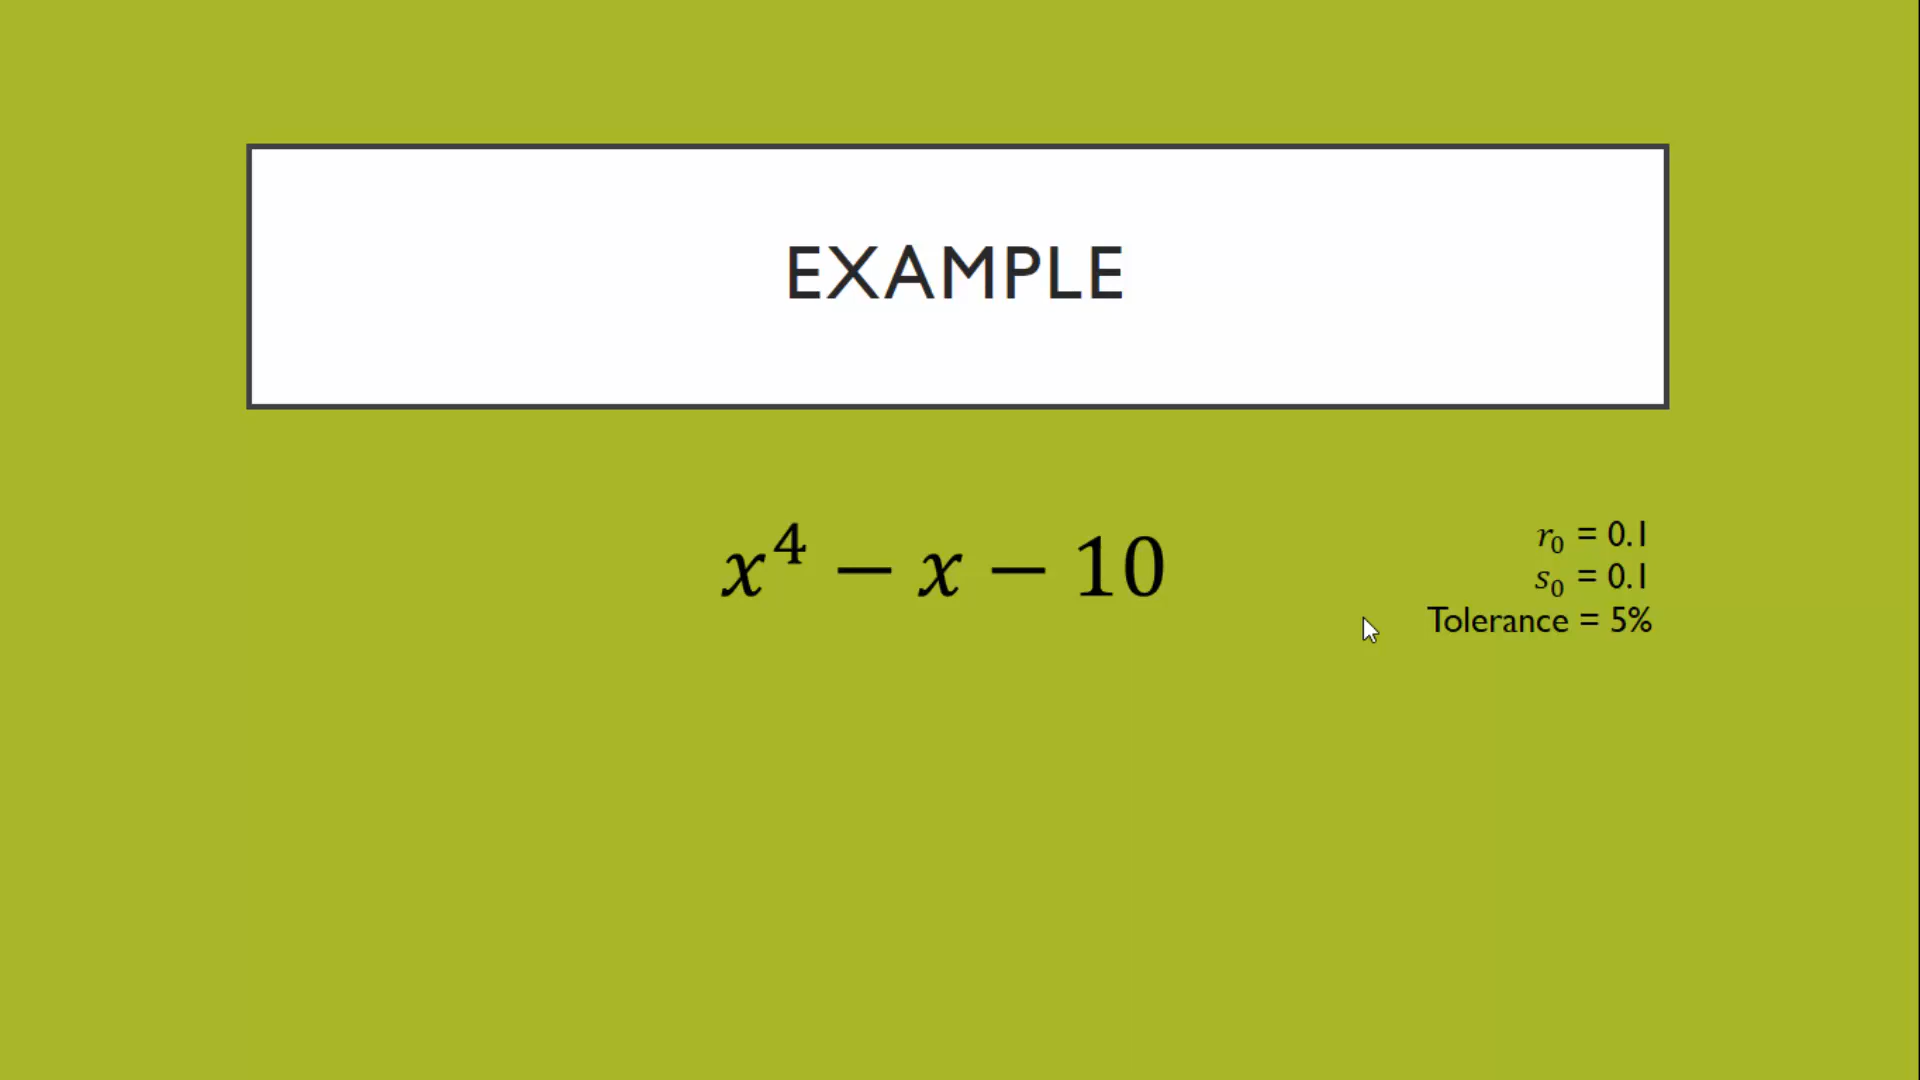 EXAMPLE
x⁴ − x − 10
r₀ = 0.1
s₀ = 0.1
Tolerance = 5%